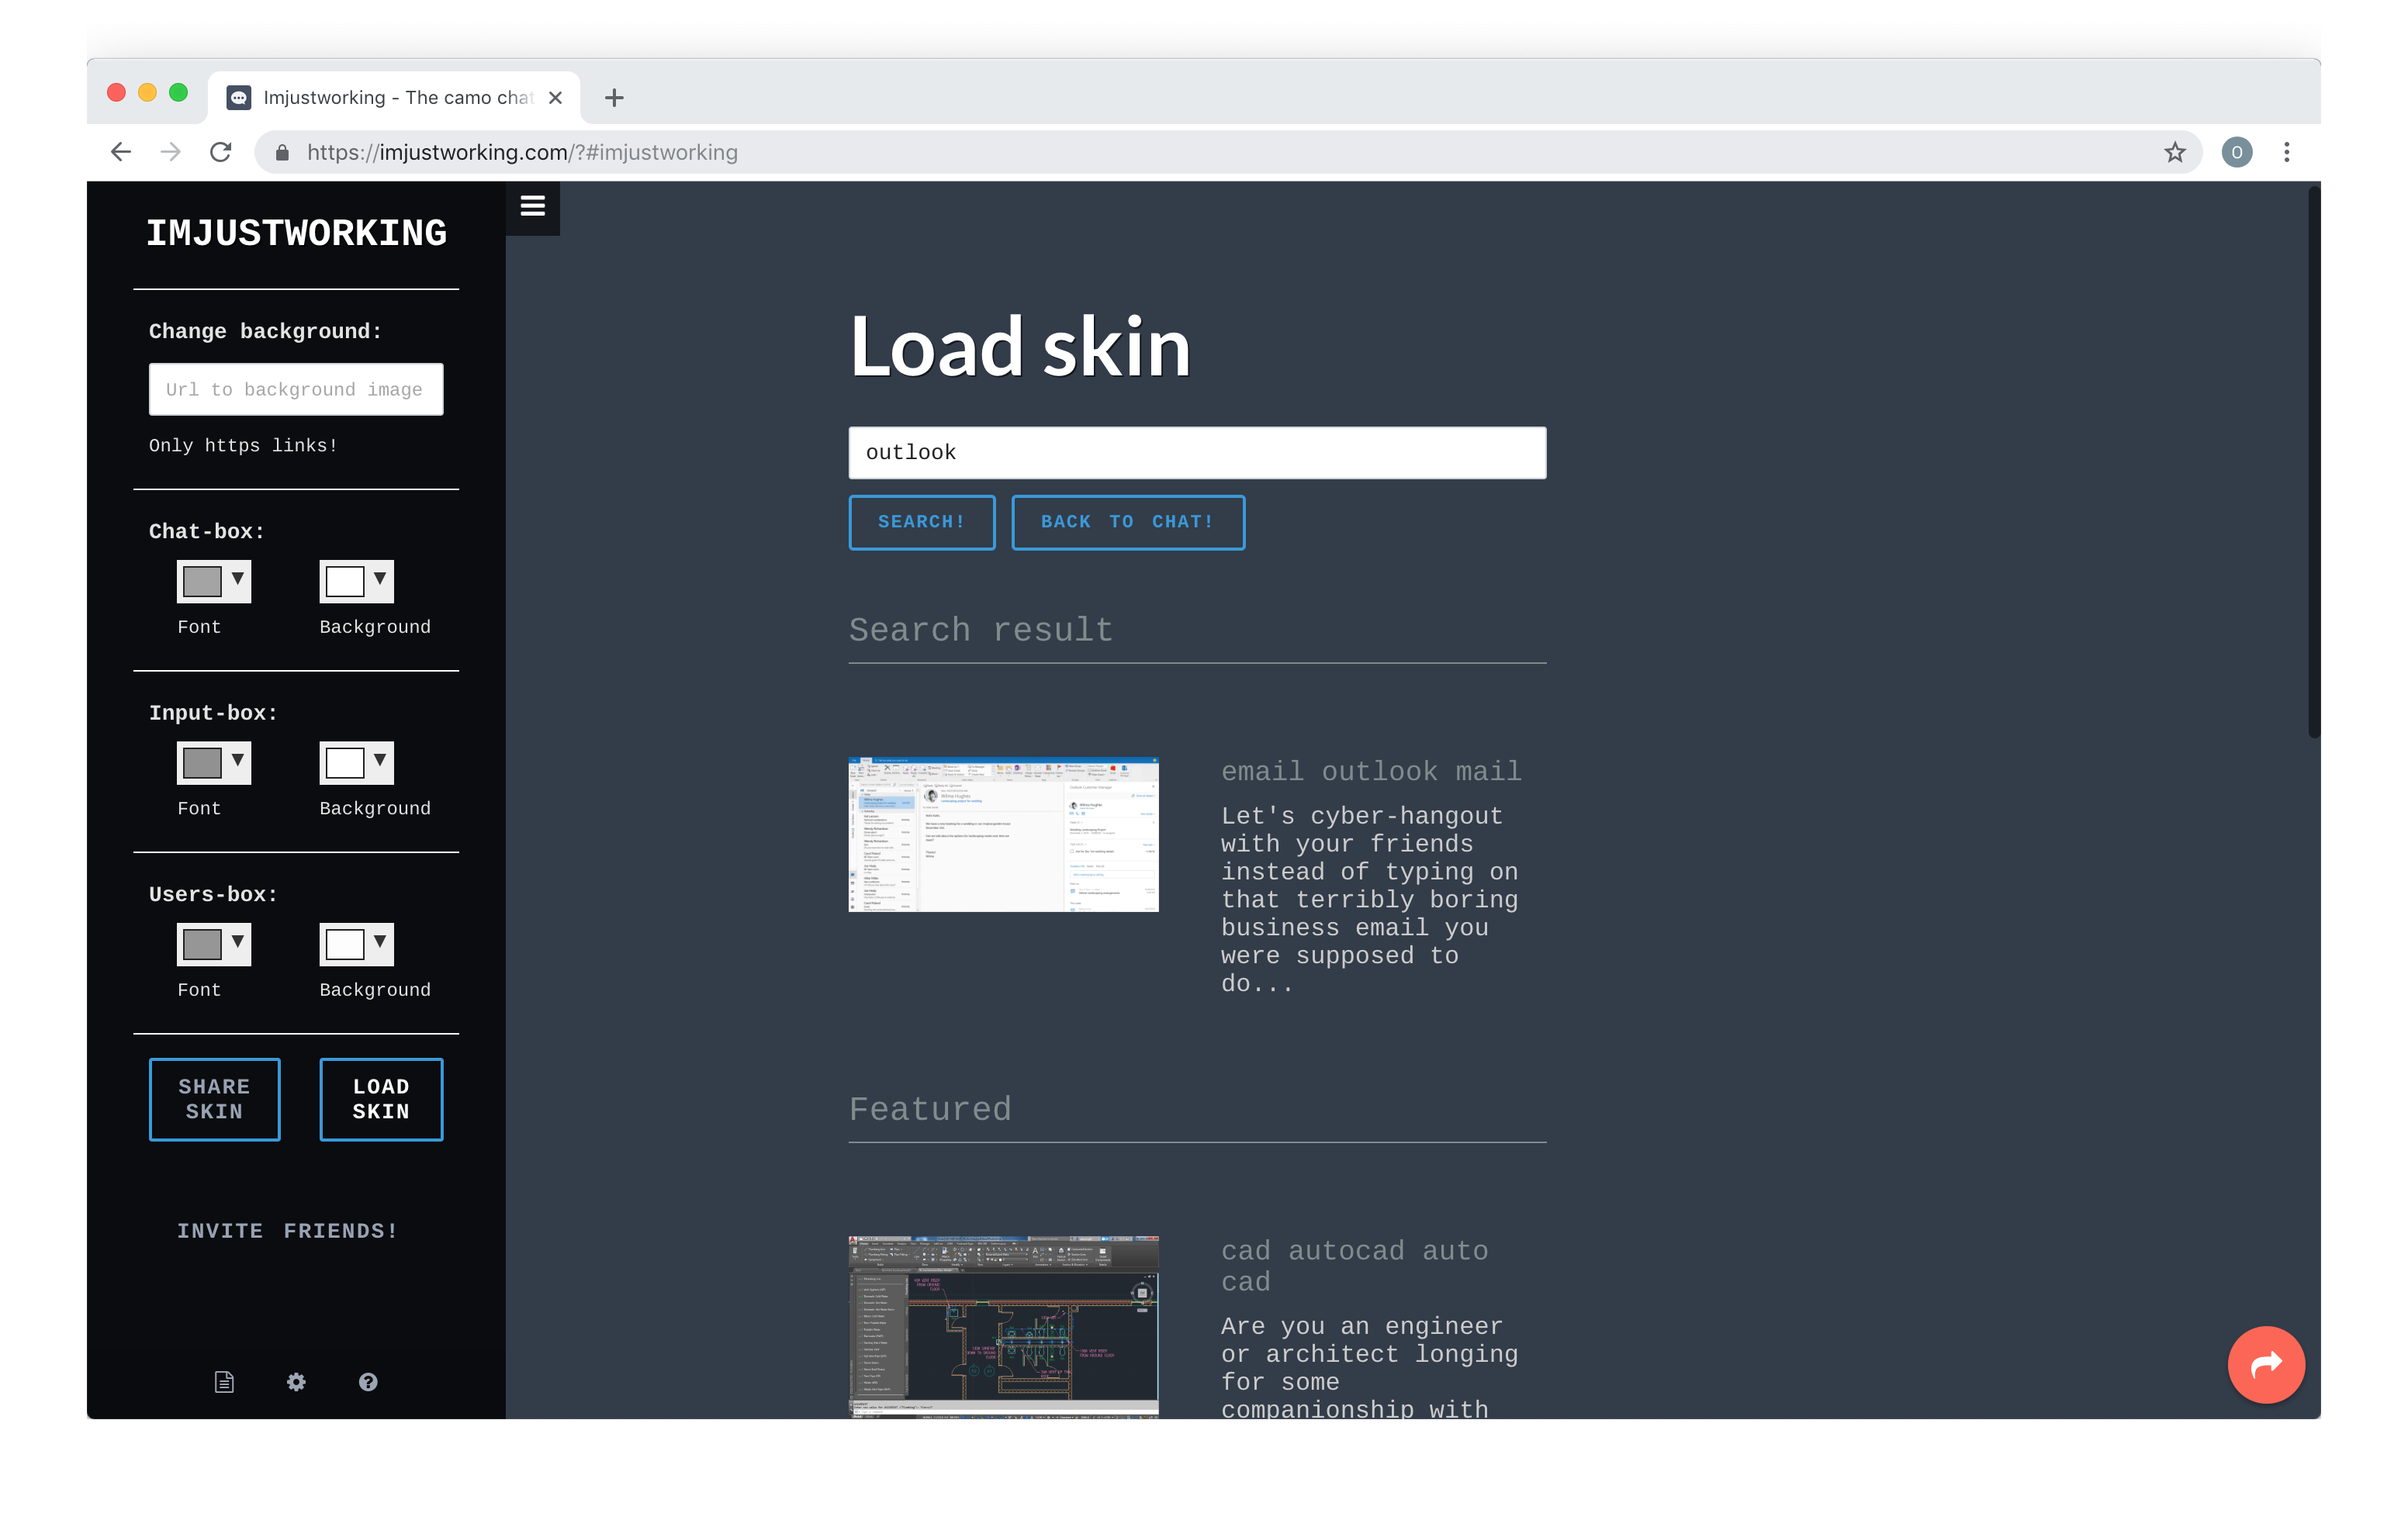 Imjustworking - The camo chat
https://imjustworking.com/?#imjustworking
O
IMJUSTWORKING
Change background:
Url to background image
Only https links!
Chat-box:
Font
Background
Input-box:
Font
Background
Users-box:
Font
Background
SHARE
SKIN
LOAD
SKIN
INVITE FRIENDS!
Load skin
outlook
SEARCH!
BACK TO CHAT!
Search result
Wilma Hughes
email outlook mail
Let's cyber-hangout
with your friends
instead of typing on
that terribly boring
business email you
were supposed to
do...
Featured
cad autocad auto
cad
Are you an engineer
or architect longing
for some
companionship with